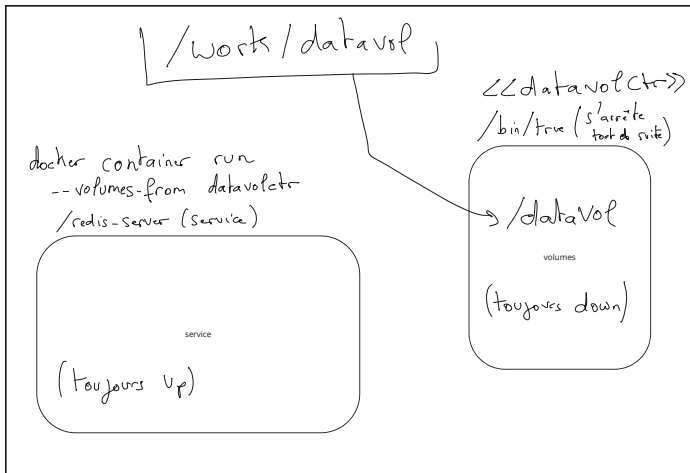 /work/datavol
<<datavolctr>>
/bin/true (s'arrête
tout de suite)
docker container run
--volumes-from datavolctr
/redis-server (service)
/datavol
volumes
(toujours down)
service
(toujours up)